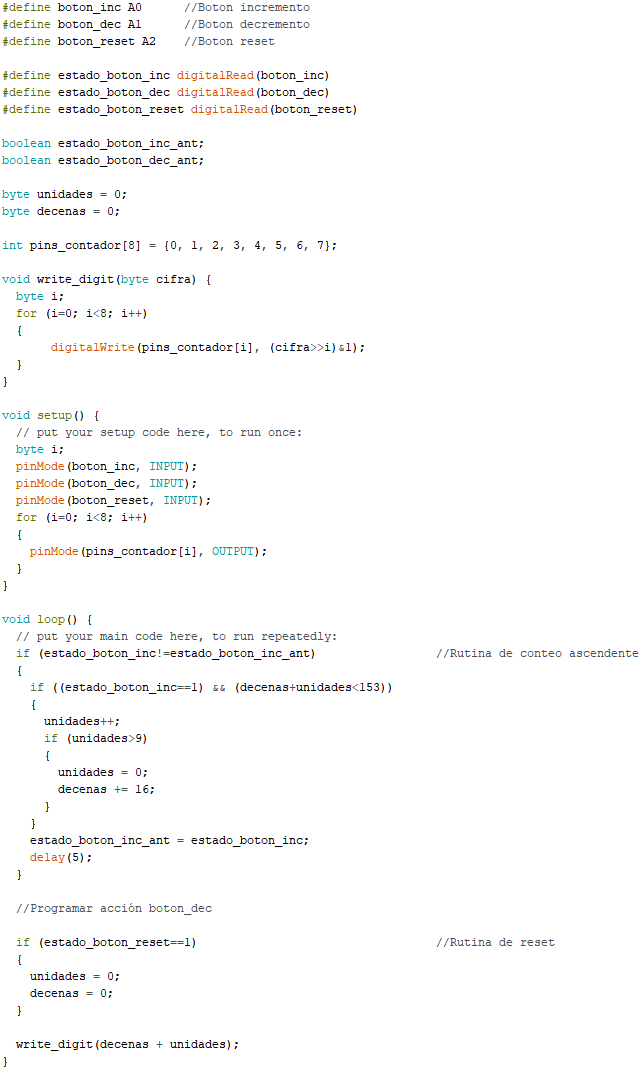 #define boton_inc A0      //Boton incremento
#define boton_dec A1      //Boton decremento
#define boton_reset A2    //Boton reset

#define estado_boton_inc digitalRead(boton_inc)
#define estado_boton_dec digitalRead(boton_dec)
#define estado_boton_reset digitalRead(boton_reset)

boolean estado_boton_inc_ant;
boolean estado_boton_dec_ant;

byte unidades = 0;
byte decenas = 0;

int pins_contador[8] = {0, 1, 2, 3, 4, 5, 6, 7};

void write_digit(byte cifra) {
  byte i;
  for (i=0; i<8; i++)
  {
       digitalWrite(pins_contador[i], (cifra>>i)&1);
  }
}

void setup() {
  // put your setup code here, to run once:
  byte i;
  pinMode(boton_inc, INPUT);
  pinMode(boton_dec, INPUT);
  pinMode(boton_reset, INPUT);
  for (i=0; i<8; i++)
  {
    pinMode(pins_contador[i], OUTPUT);
  }
}

void loop() {
  // put your main code here, to run repeatedly:
  if (estado_boton_inc!=estado_boton_inc_ant)                 //Rutina de conteo ascendente
  {
    if ((estado_boton_inc==1) && (decenas+unidades<153))
    {
      unidades++;
      if (unidades>9)
      {
        unidades = 0;
        decenas += 16;
      }
    }
    estado_boton_inc_ant = estado_boton_inc;
    delay(5);
  }

  //Programar acción boton_dec

  if (estado_boton_reset==1)                                  //Rutina de reset
  {
    unidades = 0;
    decenas = 0;
  }

  write_digit(decenas + unidades);
}